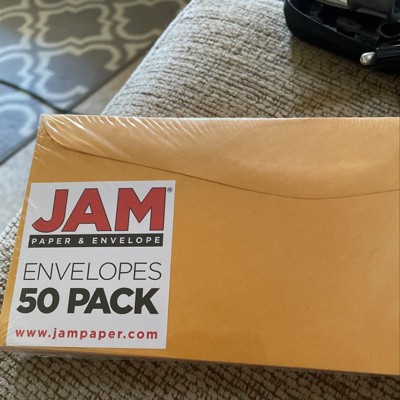 JAM®
PAPER & ENVELOPE
ENVELOPES
50 PACK
www.jampaper.com